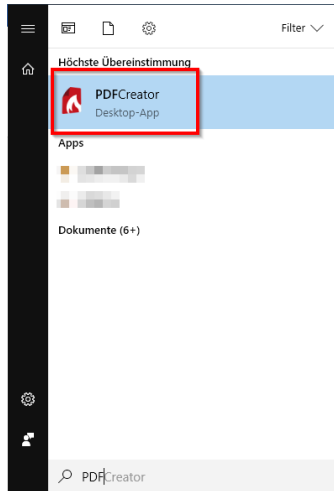 Filter
Höchste Übereinstimmung
PDFCreator
Desktop-App
Apps
Dokumente (6+)
PDFCreator